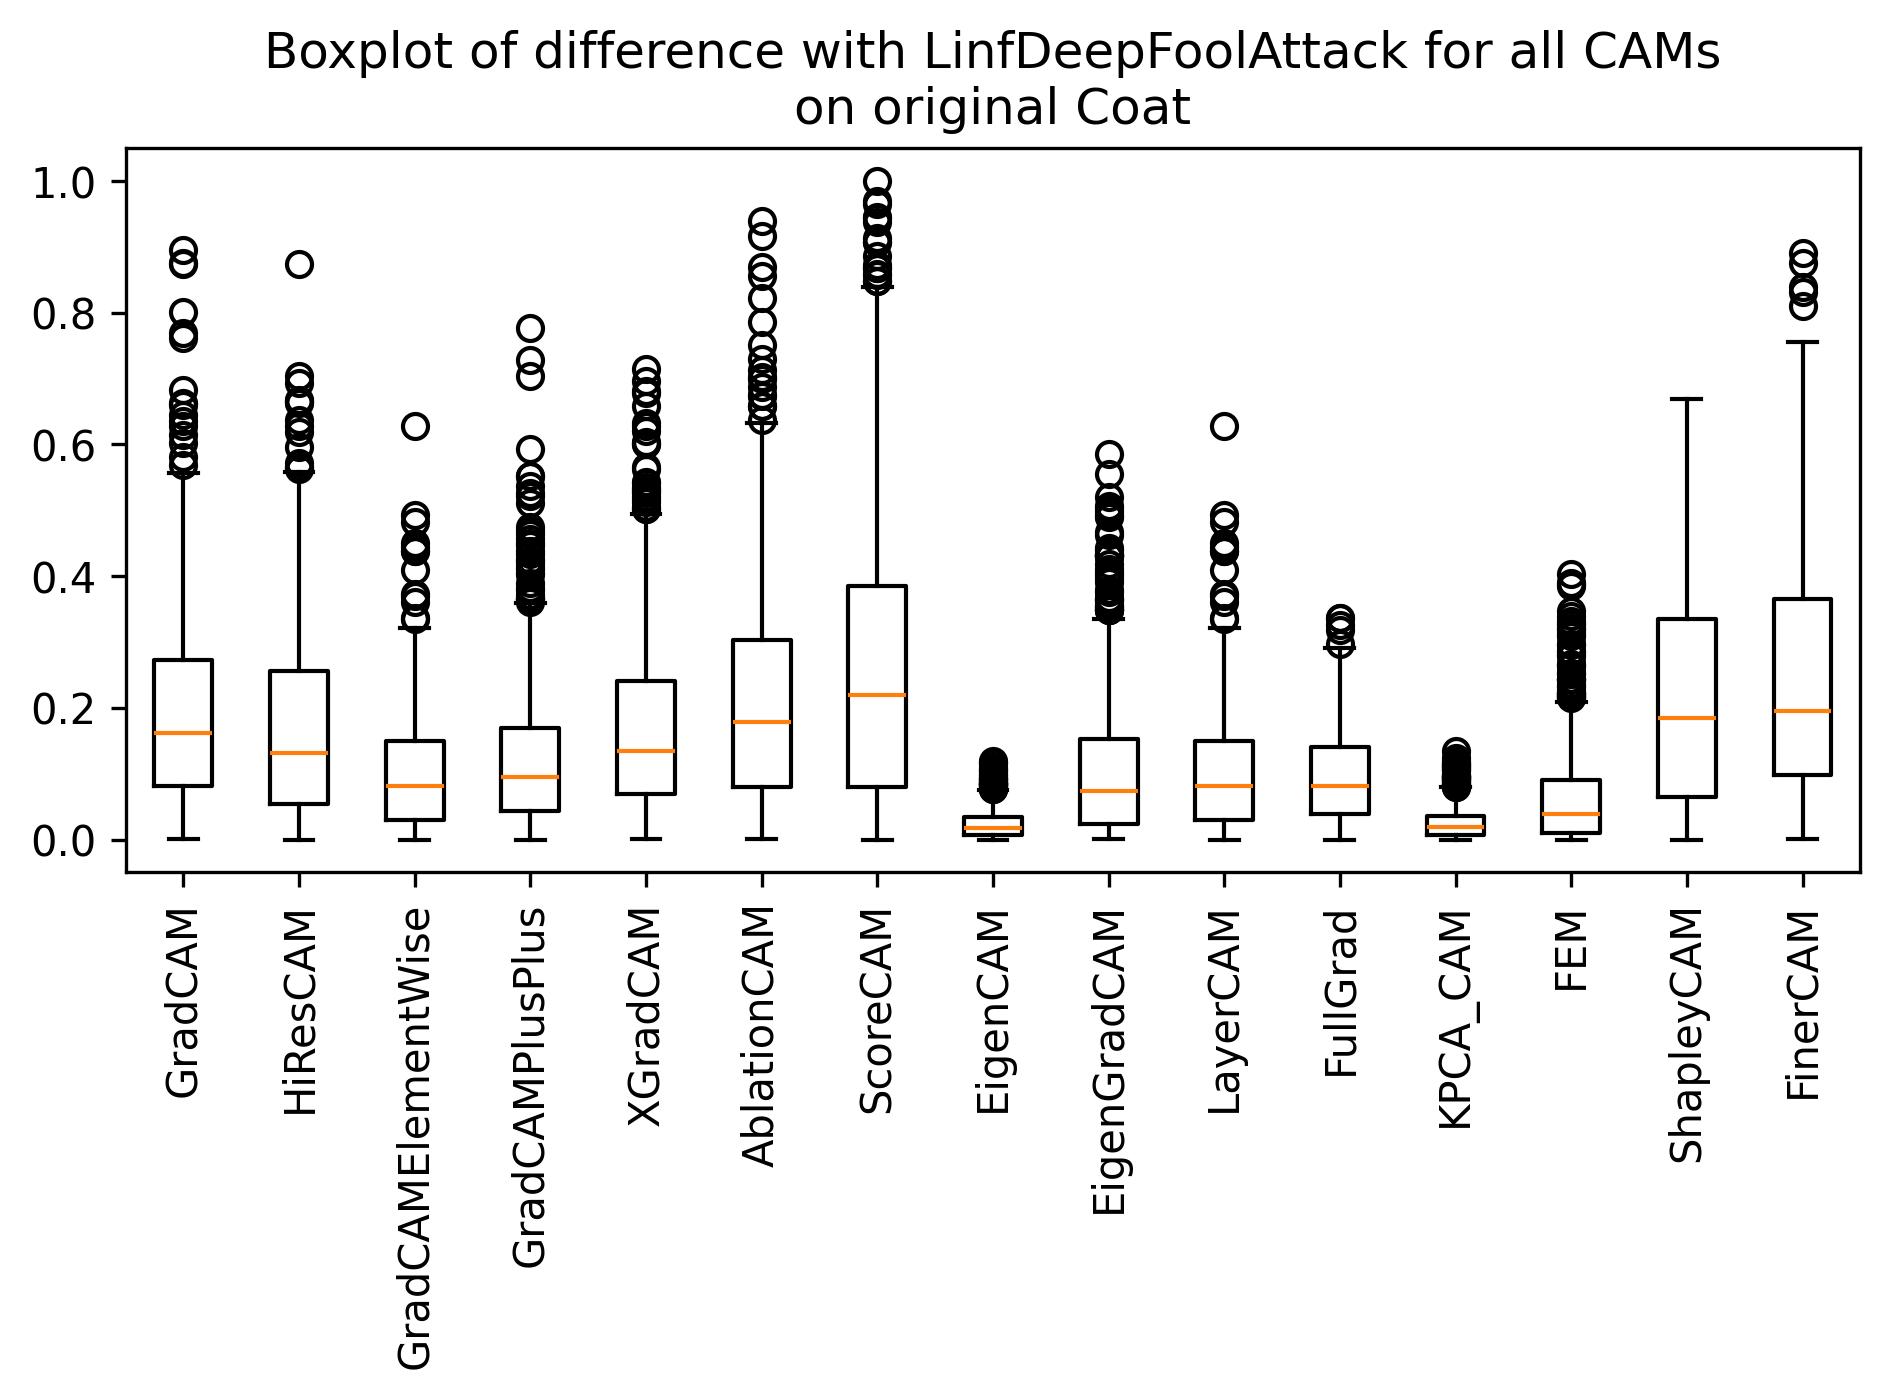 Boxplot of difference with LinfDeepFoolAttack for all CAMs
on original Coat
1.0
0.8
0.6
0.4
0.2
0.0
GradCAM
HiResCAM
GradCAMElementWise
GradCAMPlusPlus
XGradCAM
AblationCAM
ScoreCAM
EigenCAM
EigenGradCAM
LayerCAM
FullGrad
KPCA_CAM
FEM
ShapleyCAM
FinerCAM